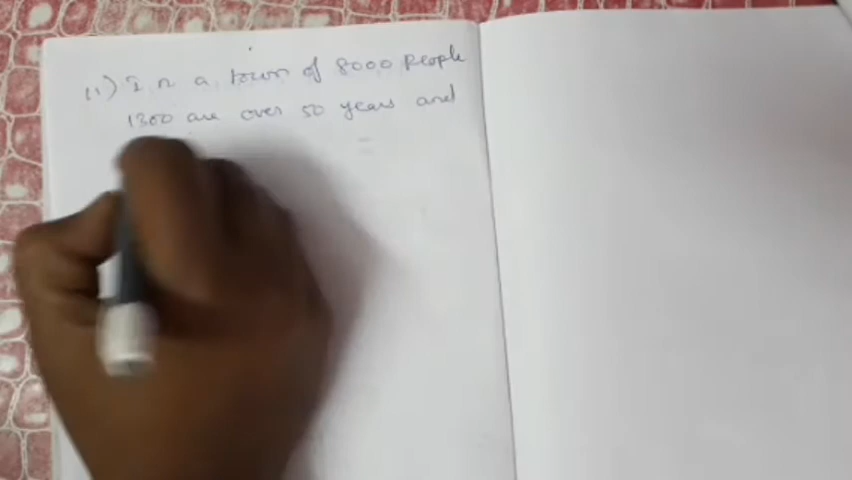 11) In a town of 8000 people
1300 are over 50 years and